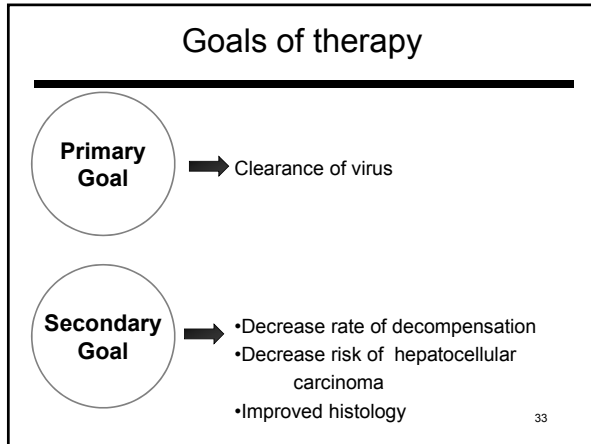 Goals of therapy
Primary
Goal
Clearance of virus
Secondary
Goal
•Decrease rate of decompensation
•Decrease risk of hepatocellular
carcinoma
•Improved histology
33